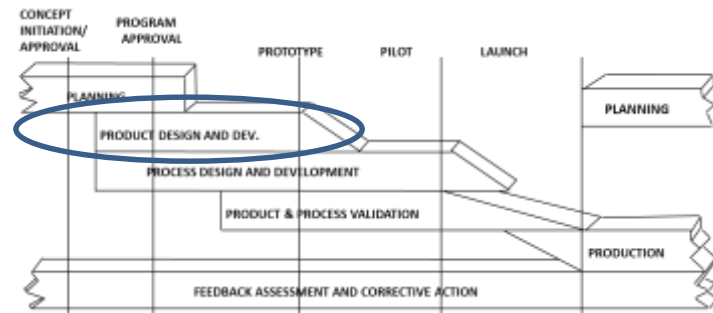 CONCEPT
INITIATION/
APPROVAL
PROGRAM
APPROVAL
PROTOTYPE
PILOT
LAUNCH
PLANNING
PLANNING
PRODUCT DESIGN AND DEV.
PROCESS DESIGN AND DEVELOPMENT
PRODUCT & PROCESS VALIDATION
PRODUCTION
FEEDBACK ASSESSMENT AND CORRECTIVE ACTION